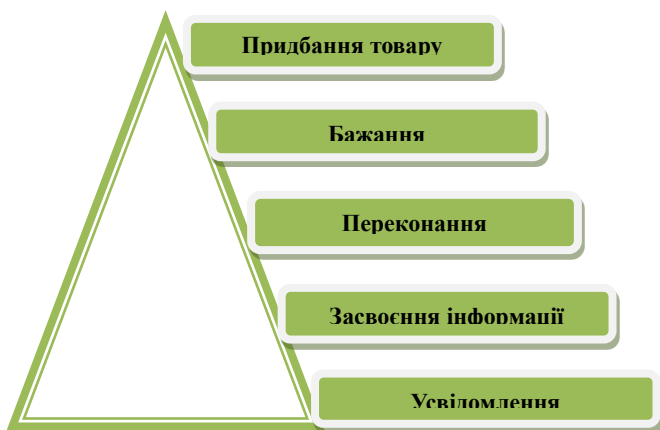 Придбання товару
Бажання
Переконання
Засвоєння інформації
Усвідомлення